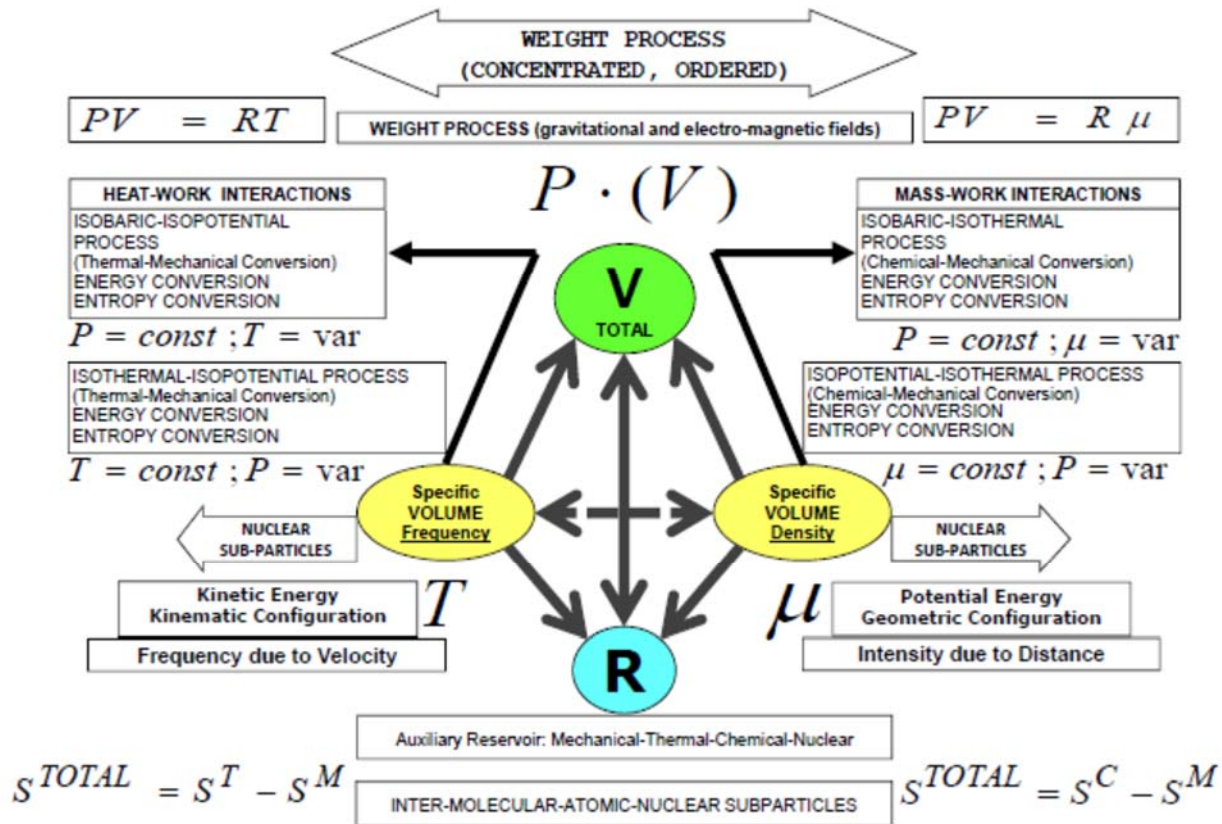 WEIGHT PROCESS
(CONCENTRATED, ORDERED)
PV = RT
WEIGHT PROCESS (gravitational and electro-magnetic fields)
PV = R μ
P · (V)
HEAT-WORK INTERACTIONS
ISOBARIC-ISOPOTENTIAL
PROCESS
(Thermal-Mechanical Conversion)
ENERGY CONVERSION
ENTROPY CONVERSION
P = const ; T = var
MASS-WORK INTERACTIONS
ISOBARIC-ISOTHERMAL
PROCESS
(Chemical-Mechanical Conversion)
ENERGY CONVERSION
ENTROPY CONVERSION
P = const ; μ = var
V
TOTAL
ISOTHERMAL-ISOPOTENTIAL PROCESS
(Thermal-Mechanical Conversion)
ENERGY CONVERSION
ENTROPY CONVERSION
T = const ; P = var
ISOPOTENTIAL-ISOTHERMAL PROCESS
(Chemical-Mechanical Conversion)
ENERGY CONVERSION
ENTROPY CONVERSION
μ = const ; P = var
Specific
VOLUME
Frequency
Specific
VOLUME
Density
NUCLEAR
SUB-PARTICLES
NUCLEAR
SUB-PARTICLES
Kinetic Energy
Kinematic Configuration
T
Frequency due to Velocity
μ
Potential Energy
Geometric Configuration
Intensity due to Distance
R
Auxiliary Reservoir: Mechanical-Thermal-Chemical-Nuclear
S^TOTAL = S^T − S^M
INTER-MOLECULAR-ATOMIC-NUCLEAR SUBPARTICLES
S^TOTAL = S^C − S^M